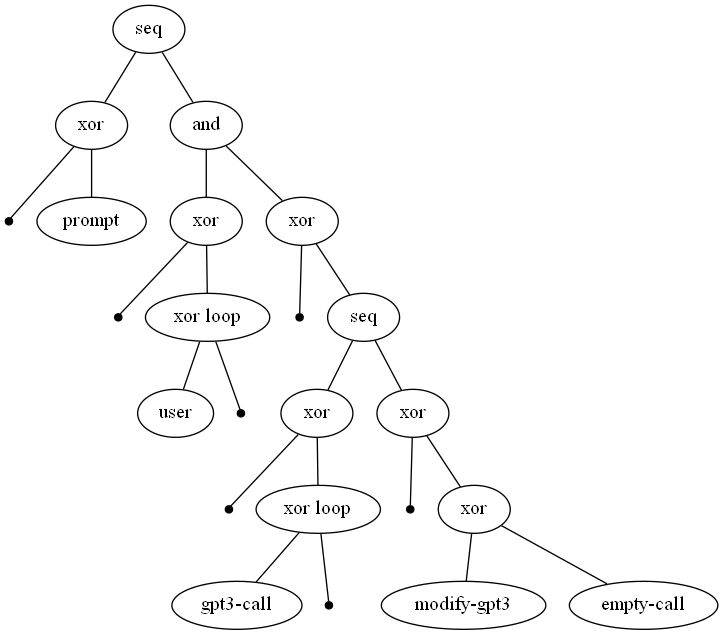 seq
xor
and
prompt
xor
xor
xor loop
seq
user
xor
xor
xor loop
xor
gpt3-call
modify-gpt3
empty-call